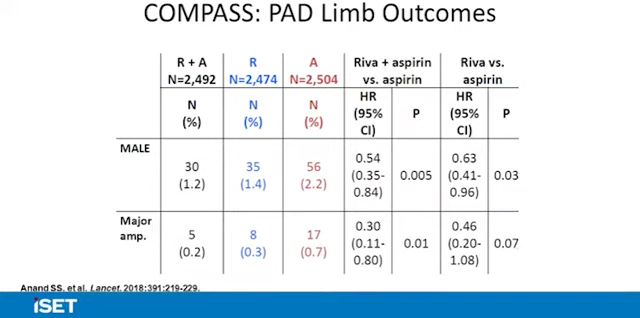 COMPASS: PAD Limb Outcomes
R + A R A Riva + aspirin Riva vs.
N=2,492 N=2,474 N=2,504 vs. aspirin aspirin
N N N HR P HR P
(%) (%) (%) (95% (95%
CI) CI)
MALE
30 35 56 0.54 0.005 0.63 0.03
(1.2) (1.4) (2.2) (0.35- (0.41-
0.84) 0.96)
Major
amp.
5 8 17 0.30 0.01 0.46 0.07
(0.2) (0.3) (0.7) (0.11- (0.20-
0.80) 1.08)
Anand SS, et al. Lancet. 2018:391:219-229.
iSET